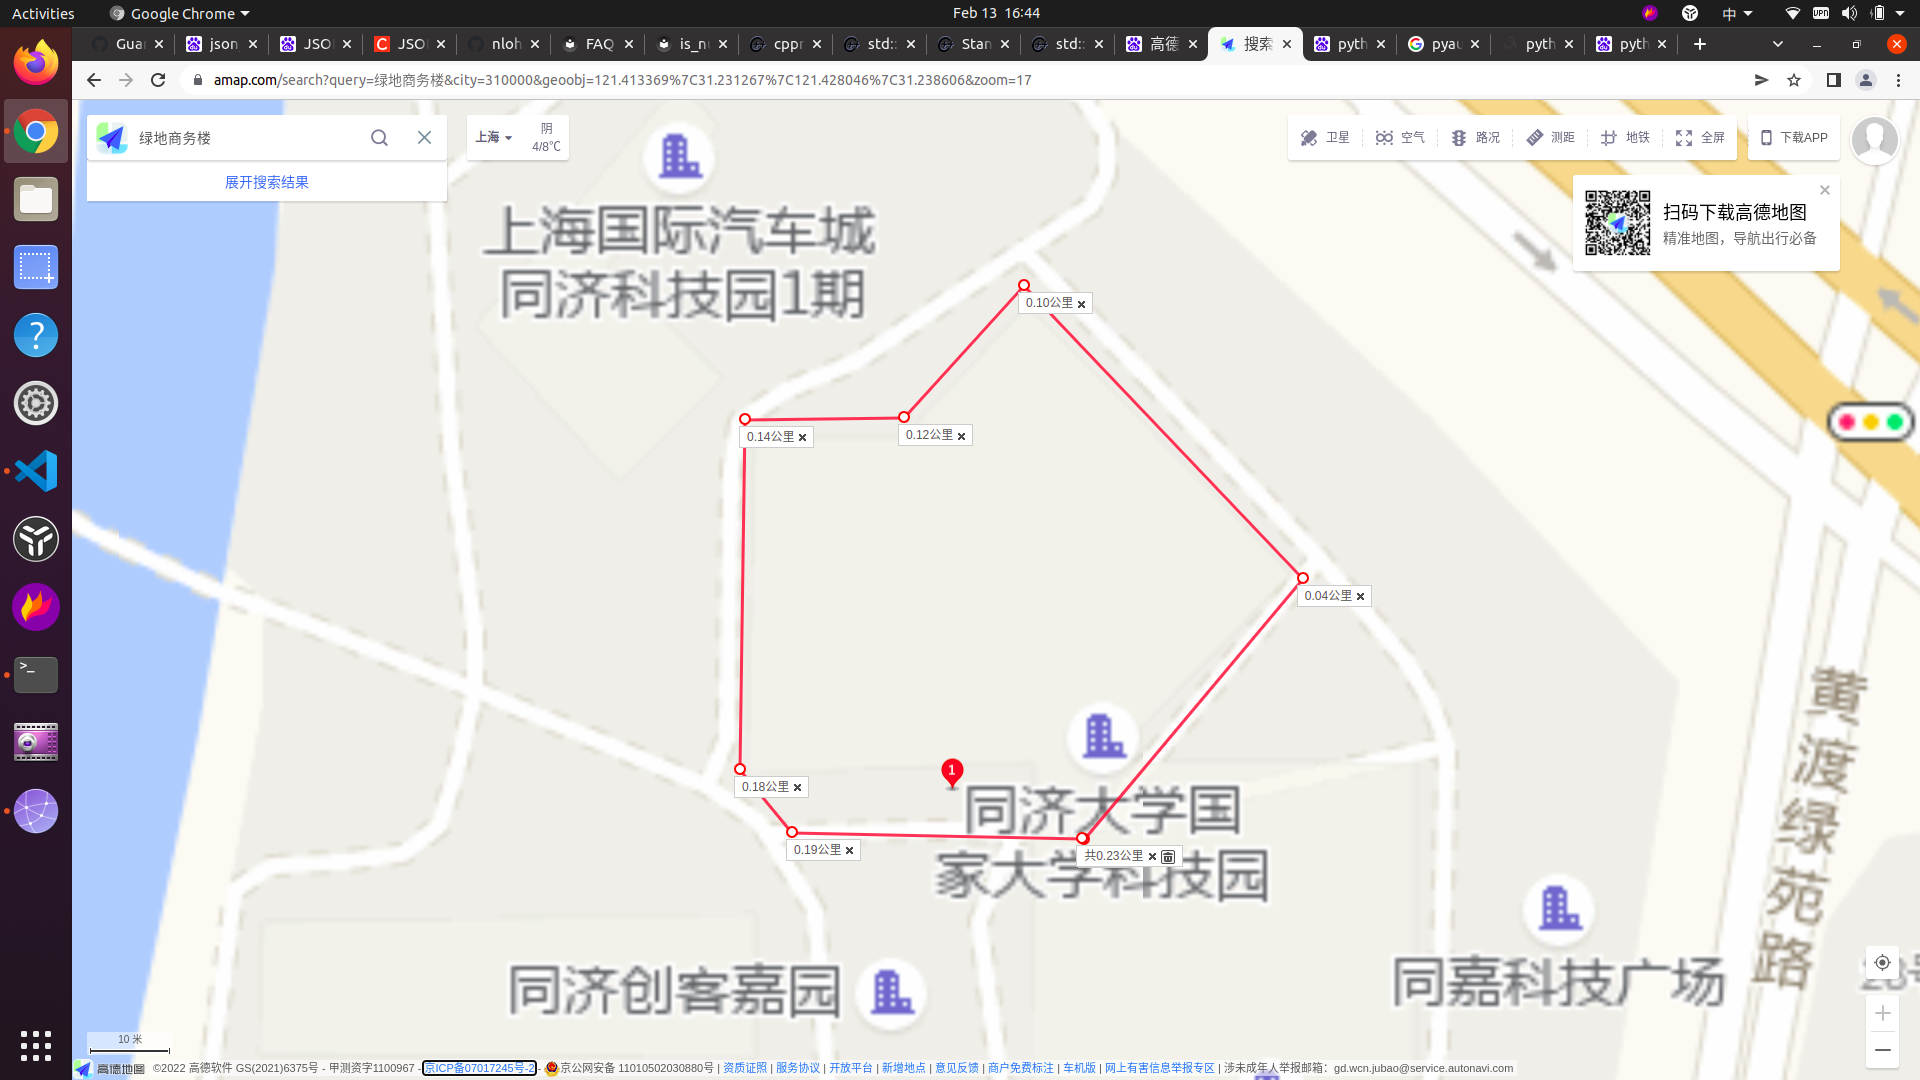 Activities
Google Chrome
Feb 13 16:44
VPN
中
Guar
json
JSO
JSO
nloh
FAQ
is_nu
cppr
std::
Stan
std::
高德
搜索
pyth
pyau
pyth
pyth
amap.com/search?query=绿地商务楼&city=310000&geoobj=121.413369%7C31.231267%7C121.428046%7C31.238606&zoom=17
绿地商务楼
展开搜索结果
上海
阴
4/8℃
卫星
空气
路况
测距
地铁
全屏
下载APP
扫码下载高德地图
精准地图，导航出行必备
上海国际汽车城
同济科技园1期
0.10公里
0.12公里
0.14公里
0.04公里
0.18公里
0.19公里
共0.23公里
1
同济大学国
家大学科技园
黄渡绿苑路
同济创客嘉园
同嘉科技广场
10 米
高德地图
©2022 高德软件 GS(2021)6375号 - 甲测资字1100967 - 京ICP备07017245号-2 - 京公网安备 11010502030880号 | 资质证照 | 服务协议 | 开放平台 | 新增地点 | 意见反馈 | 商户免费标注 | 车机版 | 网上有害信息举报专区 | 涉未成年人举报邮箱：gd.wcn.jubao@service.autonavi.com